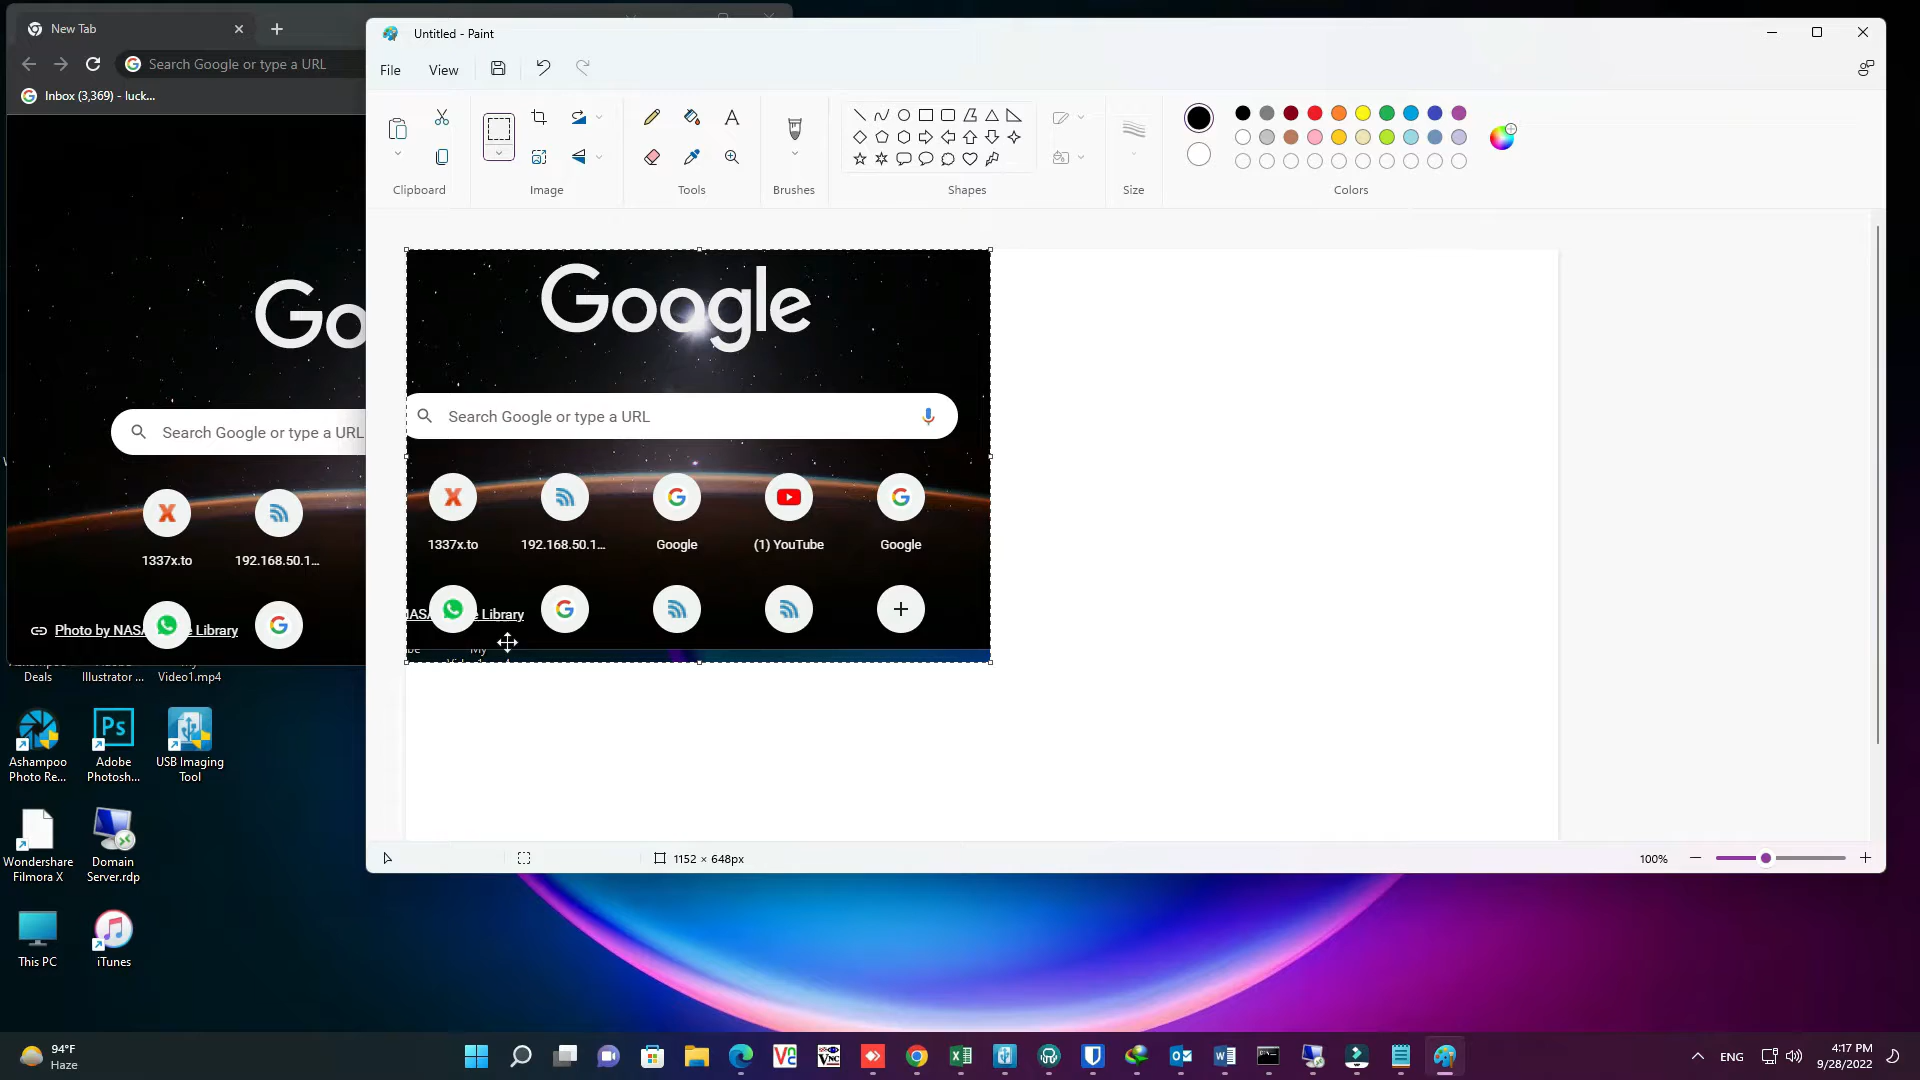 New Tab
Search Google or type a URL
Inbox (3,369) - luck...
Go
Search Google or type a URL
1337x.to
192.168.50.1...
Photo by NASA
e Library
Untitled - Paint
File
View
Clipboard
Image
Tools
Brushes
Shapes
Size
Colors
Google
Search Google or type a URL
1337x.to
192.168.50.1...
Google
(1) YouTube
Google
e Library
My
1152 × 648px
100%
Deals
Illustrator ...
Video1.mp4
Ashampoo
Photo Re...
Adobe
Photosh...
USB Imaging
Tool
Wondershare
Filmora X
Domain
Server.rdp
This PC
iTunes
94°F
Haze
ENG
4:17 PM
9/28/2022